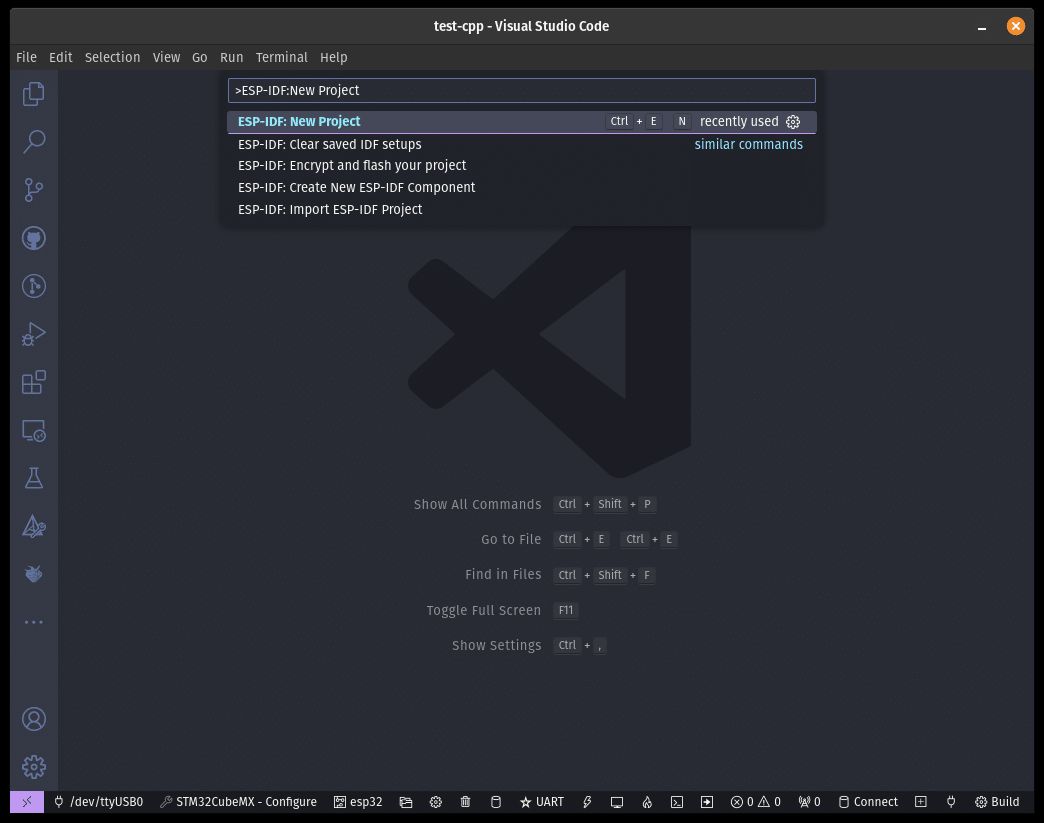 test-cpp - Visual Studio Code
File Edit Selection View Go Run Terminal Help
>ESP-IDF:New Project
ESP-IDF: New Project Ctrl + E N recently used
ESP-IDF: Clear saved IDF setups similar commands
ESP-IDF: Encrypt and flash your project
ESP-IDF: Create New ESP-IDF Component
ESP-IDF: Import ESP-IDF Project
Show All Commands Ctrl + Shift + P
Go to File Ctrl + E Ctrl + E
Find in Files Ctrl + Shift + F
Toggle Full Screen F11
Show Settings Ctrl + ,
/dev/ttyUSB0 STM32CubeMX - Configure esp32 UART 0 0 0 Connect Build